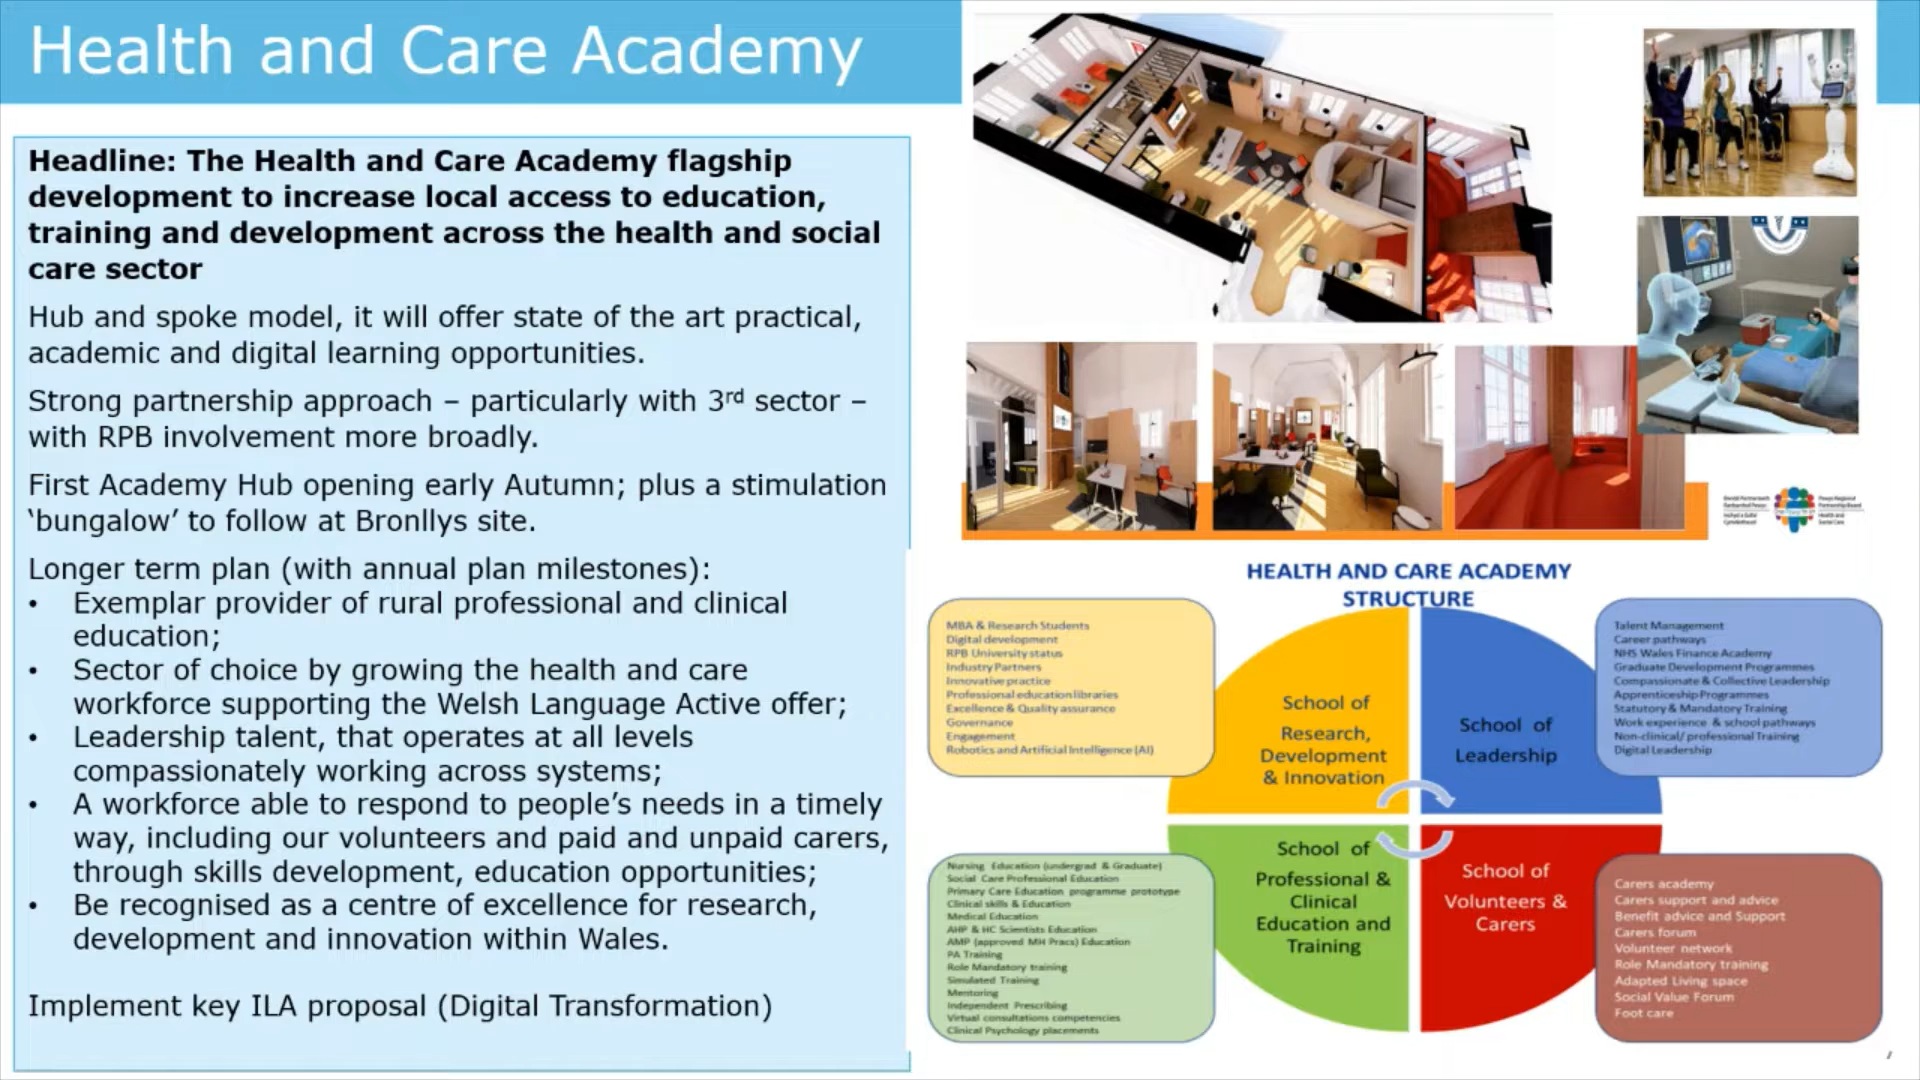 Health and Care Academy
Headline: The Health and Care Academy flagship
development to increase local access to education,
training and development across the health and social
care sector
Hub and spoke model, it will offer state of the art practical,
academic and digital learning opportunities.
Strong partnership approach – particularly with 3rd sector –
with RPB involvement more broadly.
First Academy Hub opening early Autumn; plus a stimulation
‘bungalow’ to follow at Bronllys site.
Longer term plan (with annual plan milestones):
• Exemplar provider of rural professional and clinical
education;
• Sector of choice by growing the health and care
workforce supporting the Welsh Language Active offer;
• Leadership talent, that operates at all levels
compassionately working across systems;
• A workforce able to respond to people’s needs in a timely
way, including our volunteers and paid and unpaid carers,
through skills development, education opportunities;
• Be recognised as a centre of excellence for research,
development and innovation within Wales.
Implement key ILA proposal (Digital Transformation)
Powys Regional
Partnership Board
Health and
Social Care
HEALTH AND CARE ACADEMY
STRUCTURE
MBA & Research Students
Digital development
RPB University status
Industry Partners
Innovative practice
Professional education libraries
Excellence & Quality assurance
Governance
Engagement
Robotics and Artificial Intelligence (AI)
School of
Research,
Development
& Innovation
School of
Leadership
Talent Management
Career pathways
NHS Wales Finance Academy
Graduate Development Programmes
Compassionate & Collective Leadership
Apprenticeship Programmes
Statutory & Mandatory Training
Work experience & school pathways
Non-clinical/ professional Training
Digital Leadership
Nursing Education (undergrad & Graduate)
Social Care Professional Education
Primary Care Education programme prototype
Clinical skills & Education
Medical Education
AHP & HC Scientists Education
AMP (approved MH Pracs) Education
PA Training
Role Mandatory training
Simulated Training
Mentoring
Independent Prescribing
Virtual consultations competencies
Clinical Psychology placements
School of
Professional &
Clinical
Education and
Training
School of
Volunteers &
Carers
Carers academy
Carers support and advice
Benefit advice and Support
Carers forum
Volunteer network
Role Mandatory training
Adapted Living space
Social Value Forum
Foot care